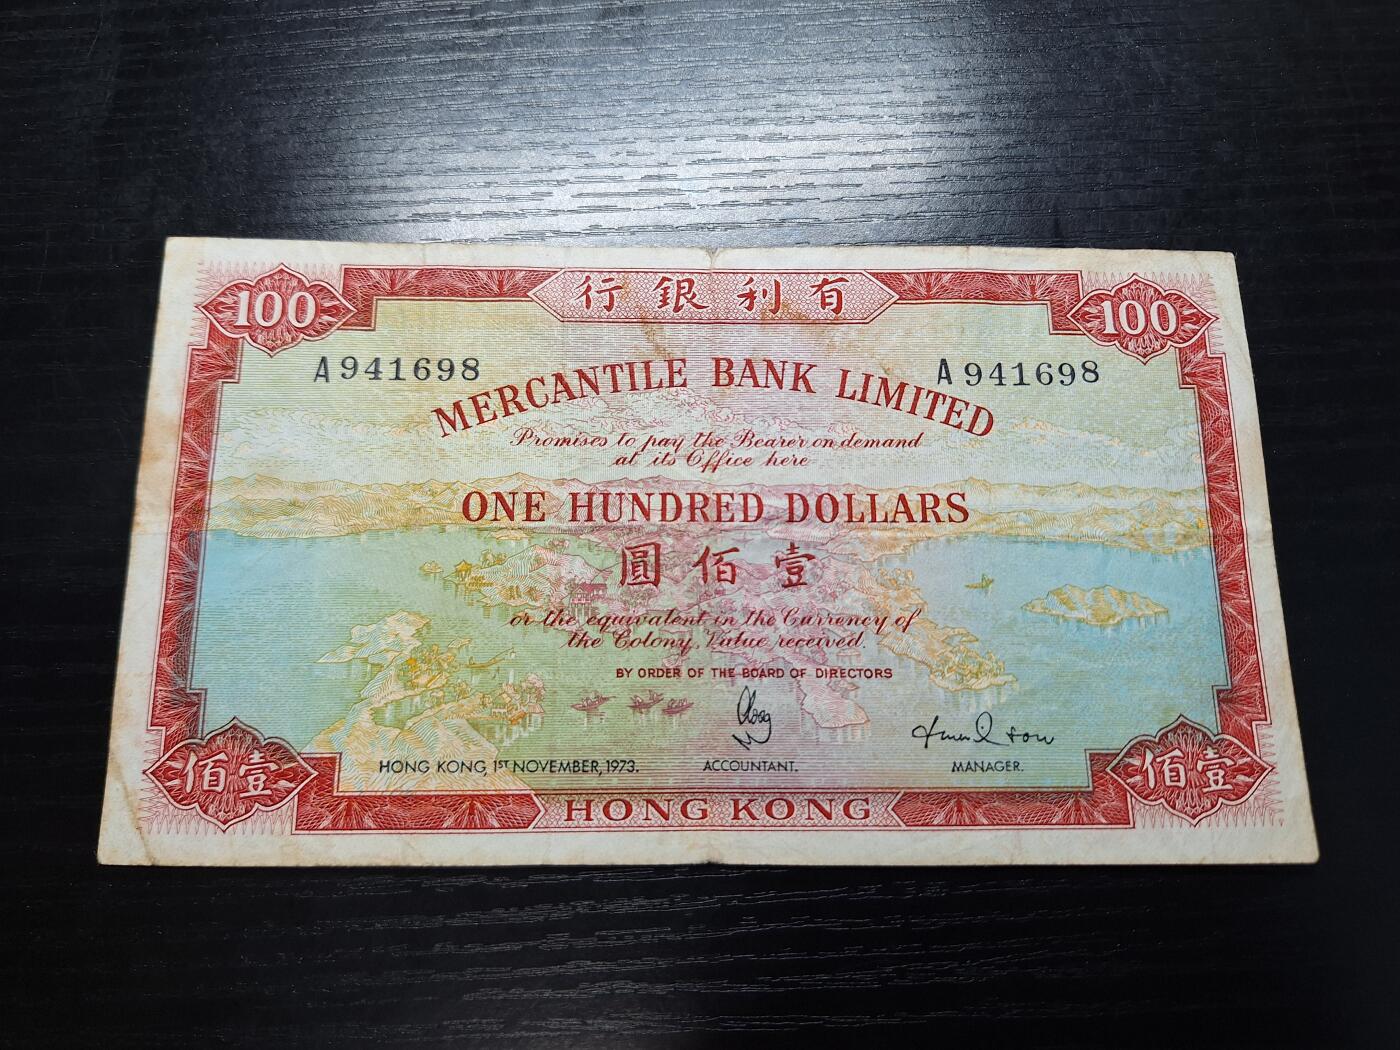 100 行銀利有 100
A941698 A941698
MERCANTILE BANK LIMITED
Promises to pay the Bearer on demand
at its Office here
ONE HUNDRED DOLLARS
圓佰壹
or the equivalent in the Currency of
the Colony, Value received.
BY ORDER OF THE BOARD OF DIRECTORS
HONG KONG, 1ST NOVEMBER, 1973. ACCOUNTANT. MANAGER.
佰壹 HONG KONG 佰壹